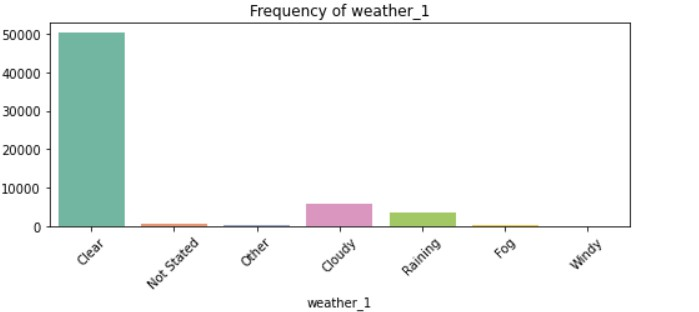 Frequency of weather_1
50000
40000
30000
20000
10000
0
Clear
Not Stated
Other
Cloudy
Raining
Fog
Windy
weather_1